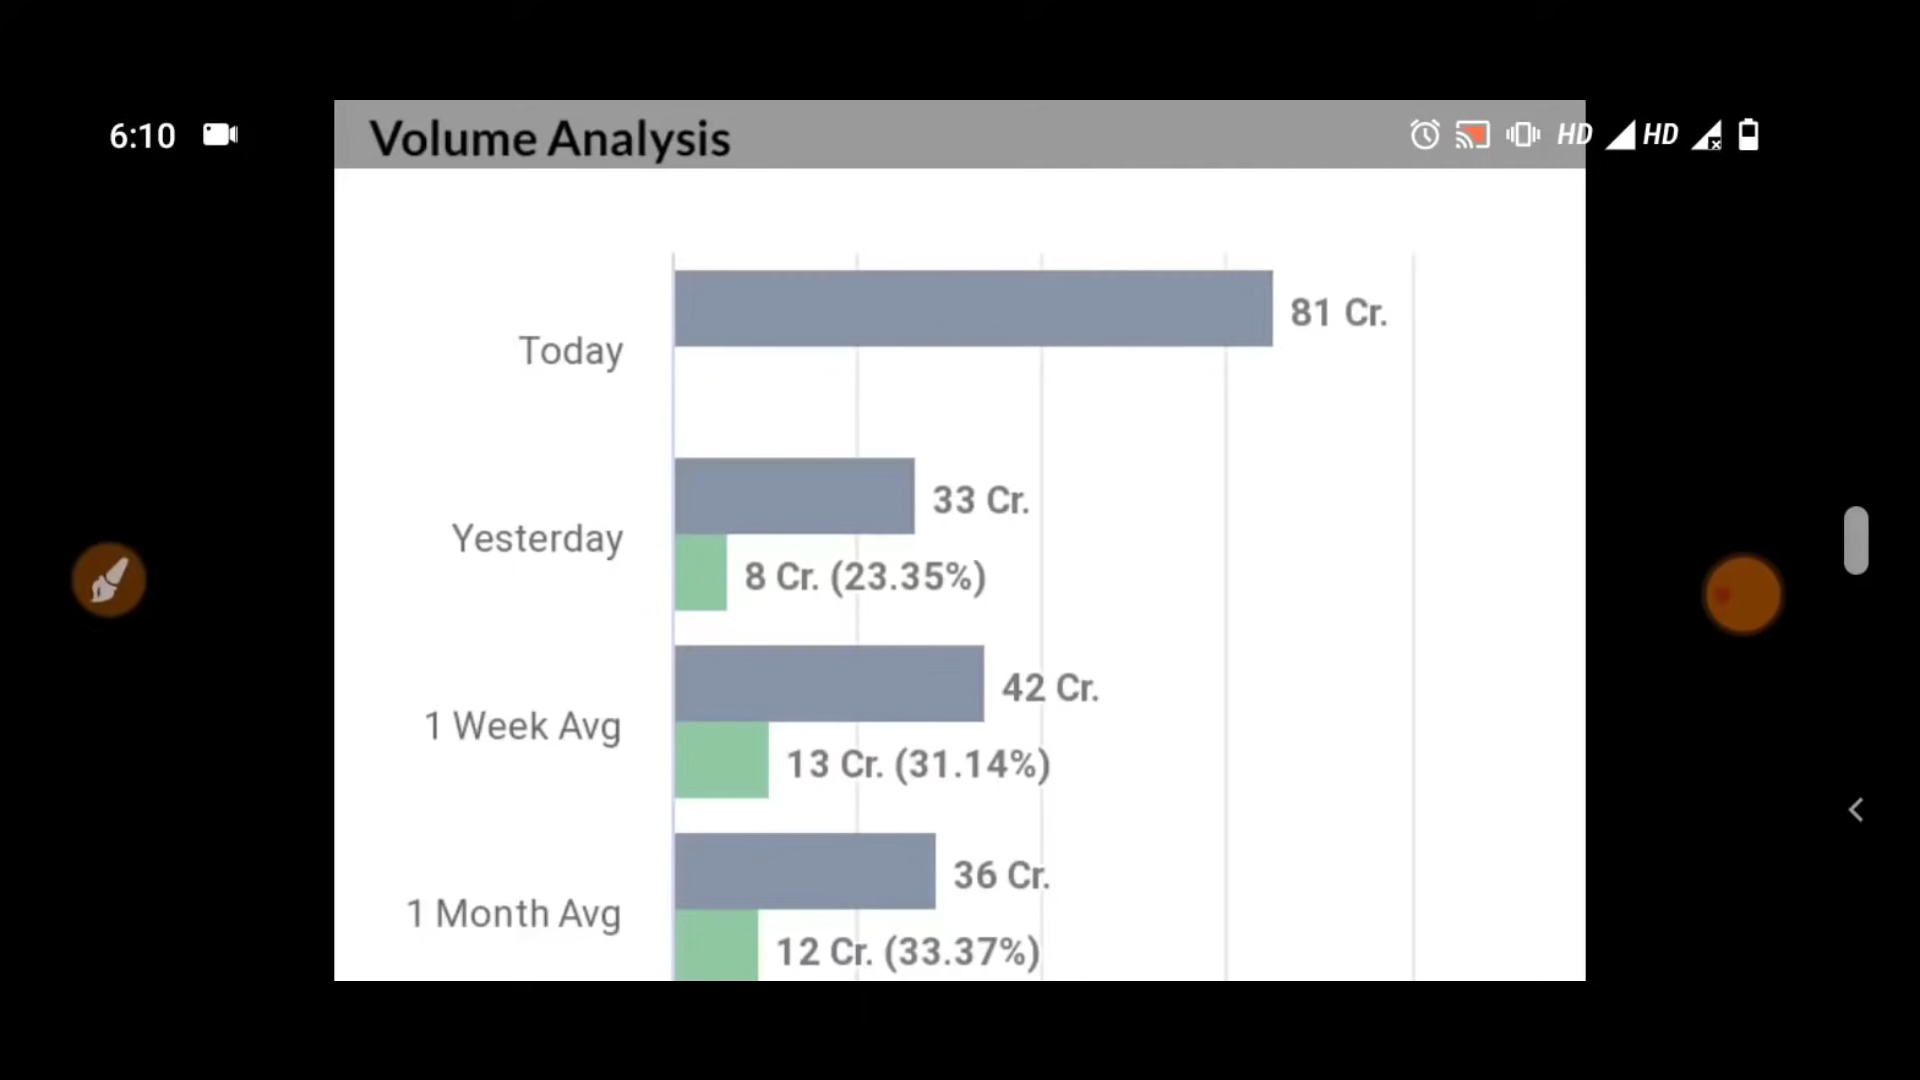 6:10
Volume Analysis
HD
HD
Today
81 Cr.
Yesterday
33 Cr.
8 Cr. (23.35%)
1 Week Avg
42 Cr.
13 Cr. (31.14%)
1 Month Avg
36 Cr.
12 Cr. (33.37%)